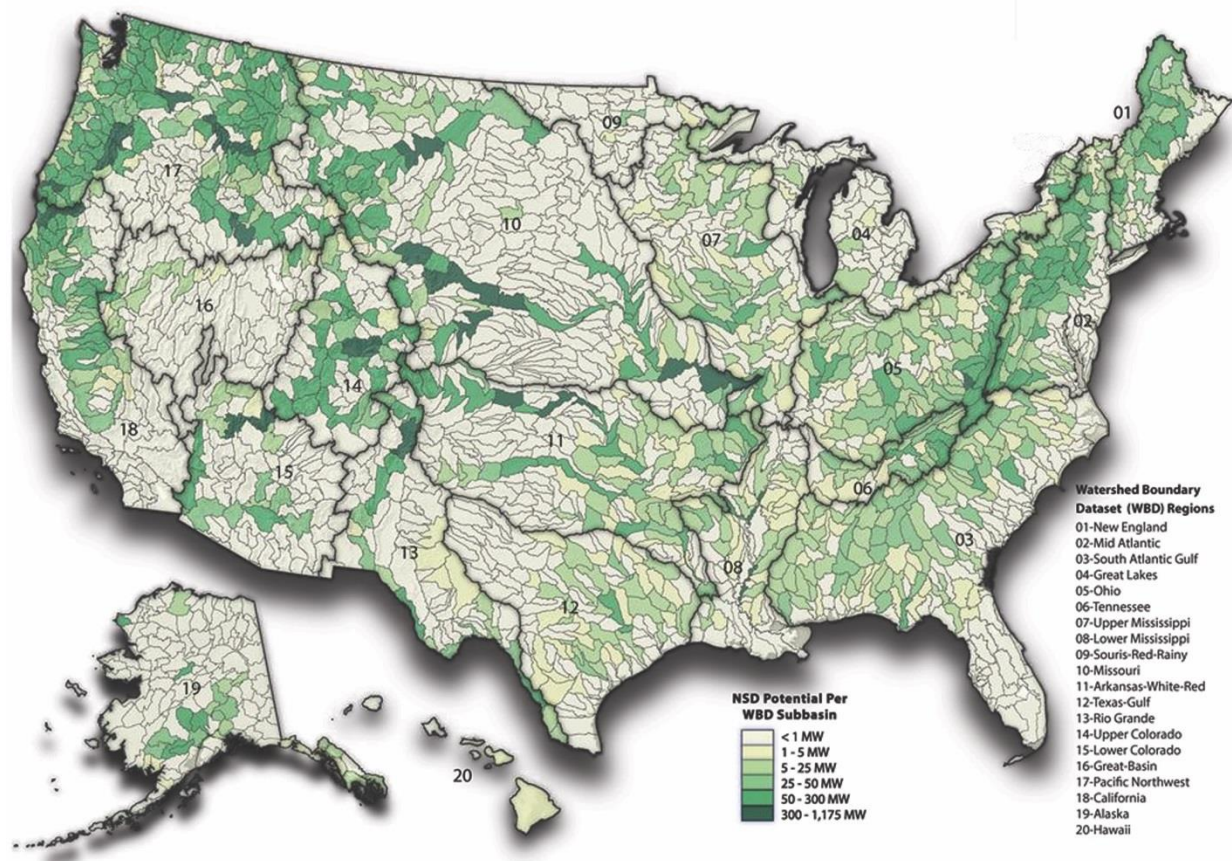 01
09
17
10
07
04
16
02
05
14
18
11
15
06
03
13
08
12
19
20
Watershed Boundary
Dataset (WBD) Regions
01-New England
02-Mid Atlantic
03-South Atlantic Gulf
04-Great Lakes
05-Ohio
06-Tennessee
07-Upper Mississippi
08-Lower Mississippi
09-Souris-Red-Rainy
10-Missouri
11-Arkansas-White-Red
12-Texas-Gulf
13-Rio Grande
14-Upper Colorado
15-Lower Colorado
16-Great-Basin
17-Pacific Northwest
18-California
19-Alaska
20-Hawaii
NSD Potential Per
WBD Subbasin
< 1 MW
1 - 5 MW
5 - 25 MW
25 - 50 MW
50 - 300 MW
300 - 1,175 MW